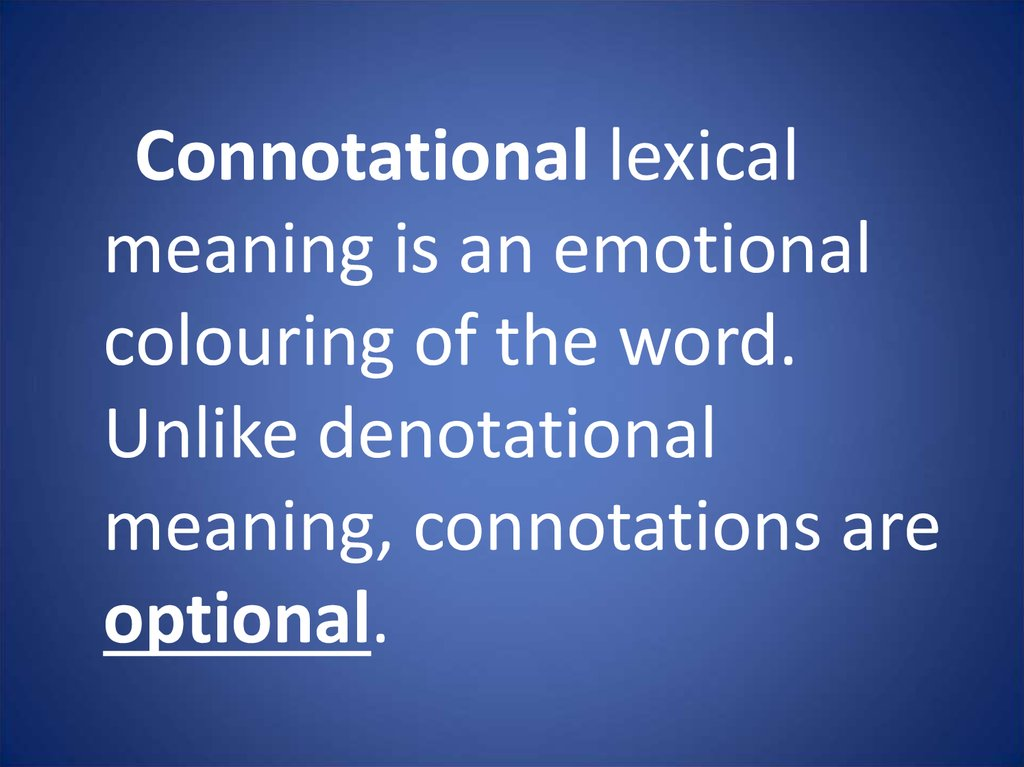 Connotational lexical
meaning is an emotional
colouring of the word.
Unlike denotational
meaning, connotations are
optional.